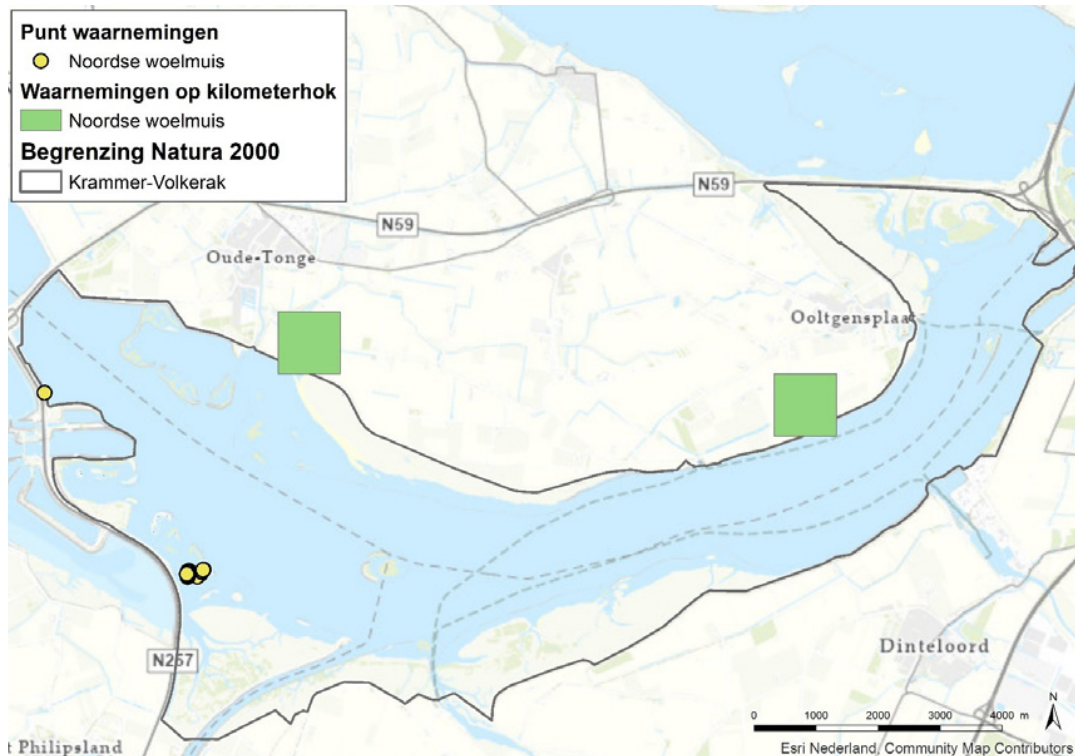 Punt waarnemingen
Noordse woelmuis
Waarnemingen op kilometerhok
Noordse woelmuis
Begrenzing Natura 2000
Krammer-Volkerak
N59
N59
Oude-Tonge
Ooltgensplaat
N257
Dinteloord
Philipsland
N
0 1000 2000 3000 4000 m
Esri Nederland, Community Map Contributors